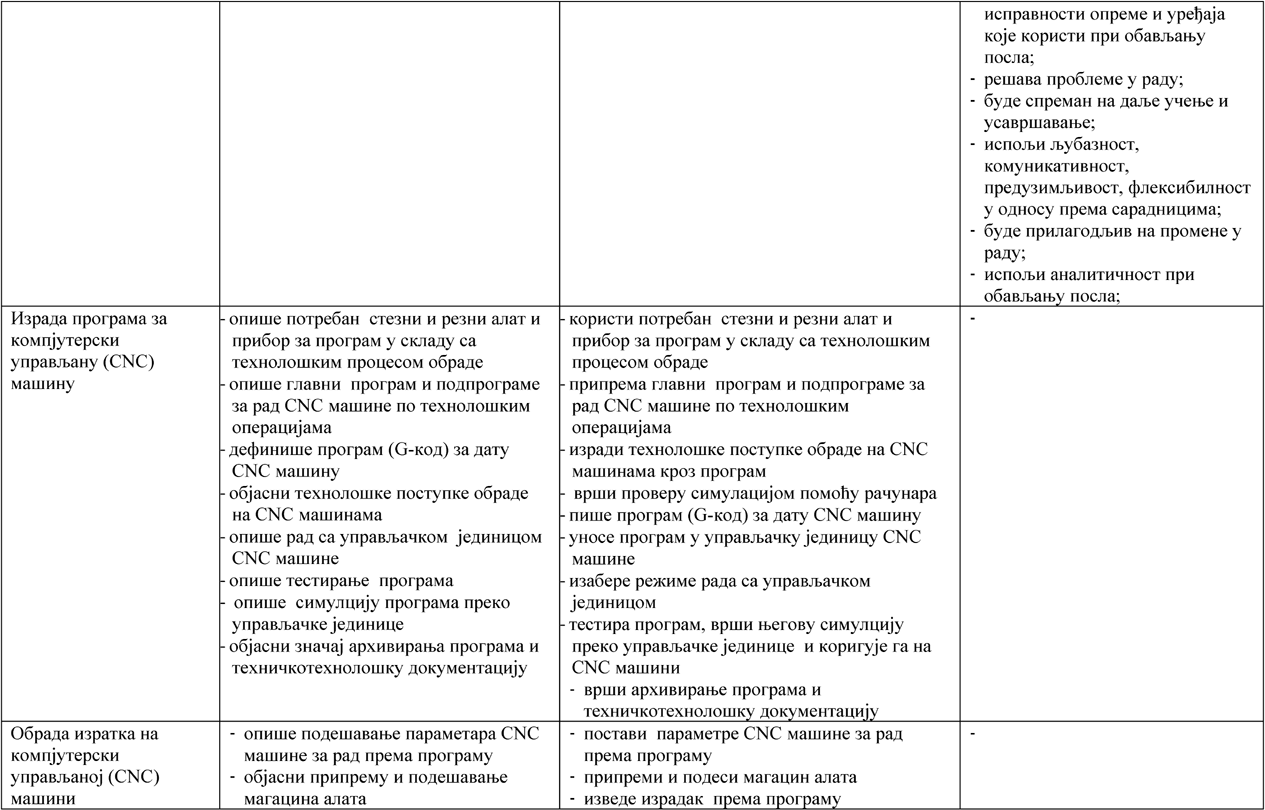 исправности опреме и уређаја
које користи при обављању
посла;
- решава проблеме у раду;
- буде спреман на даље учење и
усавршавање;
- испољи љубазност,
комуникативност,
предузимљивост, флексибилност
у односу према сарадницима;
- буде прилагодљив на промене у
раду;
- испољи аналитичност при
обављању посла;
Израда програма за
компјутерски
управљану (CNC)
машину
- опише потребан стезни и резни алат и
прибор за програм у складу са
технолошким процесом обраде
- опише главни програм и подпрограме
за рад CNC машине по технолошким
операцијама
- дефинише програм (G-код) за дату
CNC машину
- објасни технолошке поступке обраде
на CNC машинама
- опише рад са управљачком јединицом
CNC машине
- опише тестирање програма
- опише симулцију програма преко
управљачке јединице
- објасни значај архивирања програма и
техничкотехнолошку документацију
- користи потребан стезни и резни алат и
прибор за програм у складу са технолошким
процесом обраде
- припрема главни програм и подпрограме за
рад CNC машине по технолошким
операцијама
- изради технолошке поступке обраде на CNC
машинама кроз програм
- врши проверу симулацијом помоћу рачунара
- пише програм (G-код) за дату CNC машину
- уносе програм у управљачку јединицу CNC
машине
- изабере режиме рада са управљачком
јединицом
- тестира програм, врши његову симулцију
преко управљачке јединице и коригује га на
CNC машини
- врши архивирање програма и
техничкотехнолошку документацију
-
Обрада изратка на
компјутерски
управљаној (CNC)
машини
- опише подешавање параметара CNC
машине за рад према програму
- објасни припрему и подешавање
магацина алата
- постави параметре CNC машине за рад
према програму
- припреми и подеси магацин алата
- изведе израдак према програму
-